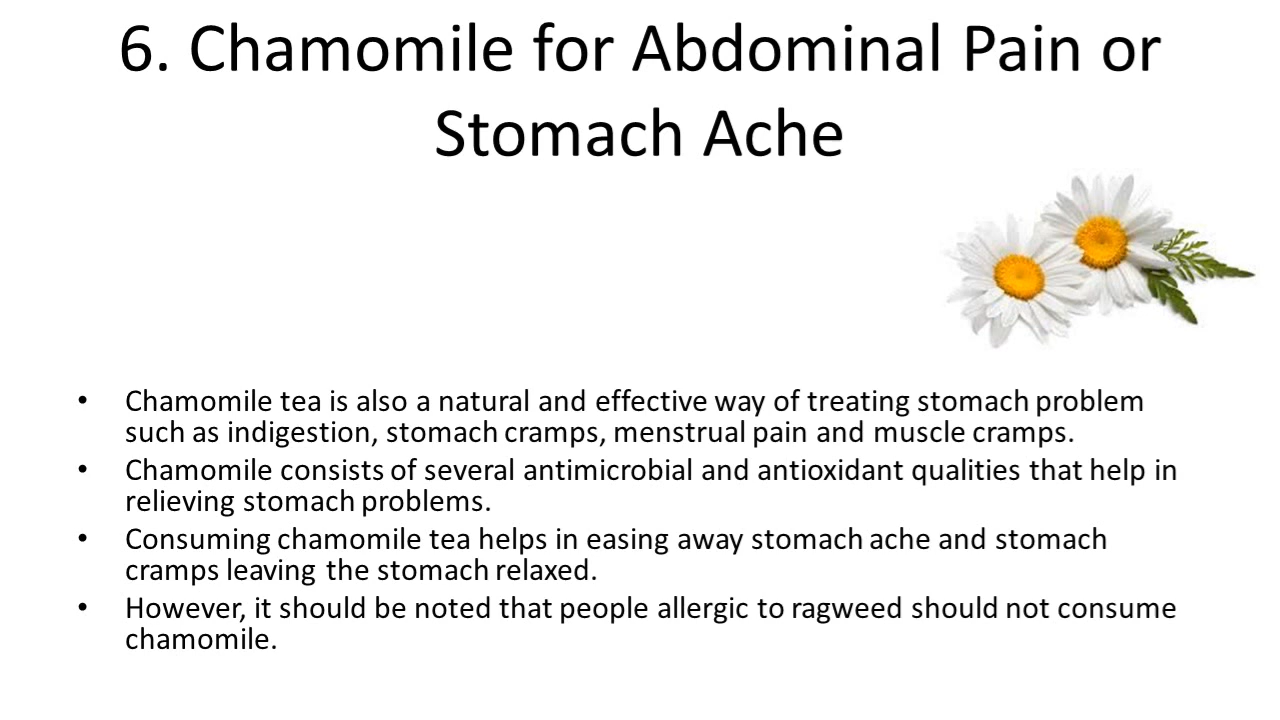 6. Chamomile for Abdominal Pain or
Stomach Ache
• Chamomile tea is also a natural and effective way of treating stomach problem
such as indigestion, stomach cramps, menstrual pain and muscle cramps.
• Chamomile consists of several antimicrobial and antioxidant qualities that help in
relieving stomach problems.
• Consuming chamomile tea helps in easing away stomach ache and stomach
cramps leaving the stomach relaxed.
• However, it should be noted that people allergic to ragweed should not consume
chamomile.